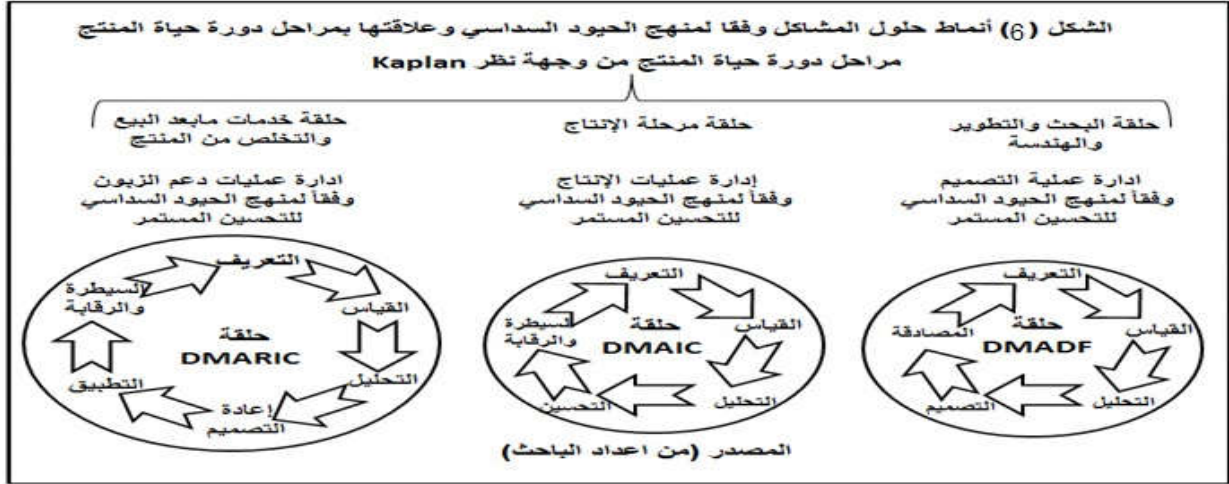 الشكل (6) أنماط حلول المشاكل وفقا لمنهج الحيود السداسي وعلاقتها بمراحل دورة حياة المنتج
مراحل دورة حياة المنتج من وجهة نظر Kaplan
حلقة البحث والتطوير
والهندسة
ادارة عملية التصميم
وفقاً لمنهج الحيود السداسي
للتحسين المستمر
التعريف
القياس
التحليل
التصميم
المصادقة
حلقة
DMADF
حلقة مرحلة الإنتاج
إدارة عمليات الإنتاج
وفقاً لمنهج الحيود السداسي
للتحسين المستمر
التعريف
القياس
التحليل
التحسين
السيطرة
والرقابة
حلقة
DMAIC
حلقة خدمات مابعد البيع
والتخلص من المنتج
ادارة عمليات دعم الزبون
وفقاً لمنهج الحيود السداسي
للتحسين المستمر
التعريف
القياس
التحليل
إعادة
التصميم
التطبيق
السيطرة
والرقابة
حلقة
DMARIC
المصدر (من اعداد الباحث)